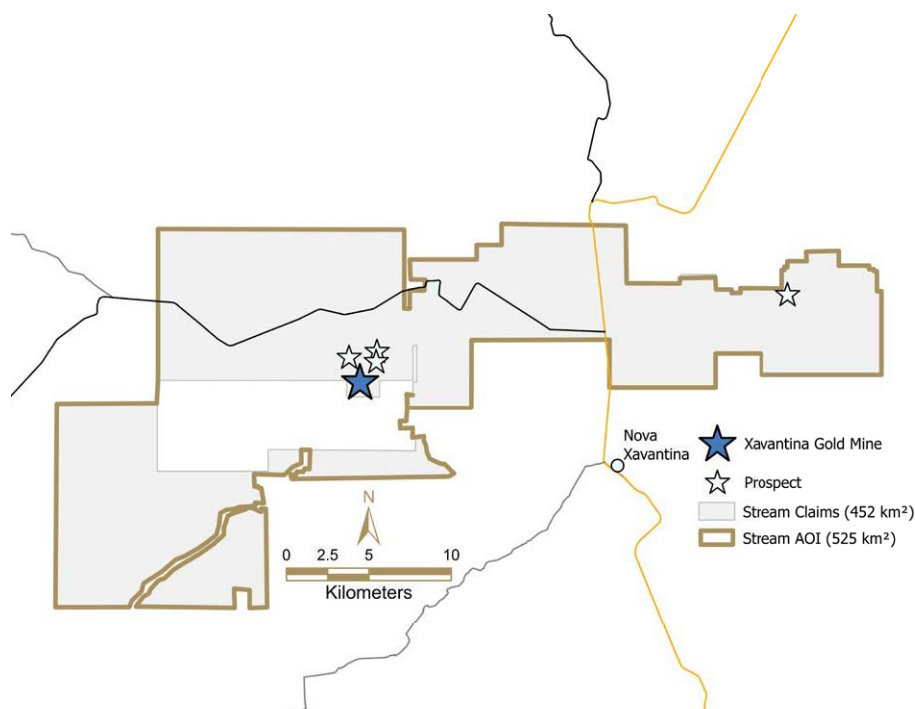 Nova
Xavantina
Xavantina Gold Mine
Prospect
Stream Claims (452 km²)
Stream AOI (525 km²)
N
0 2.5 5 10
Kilometers